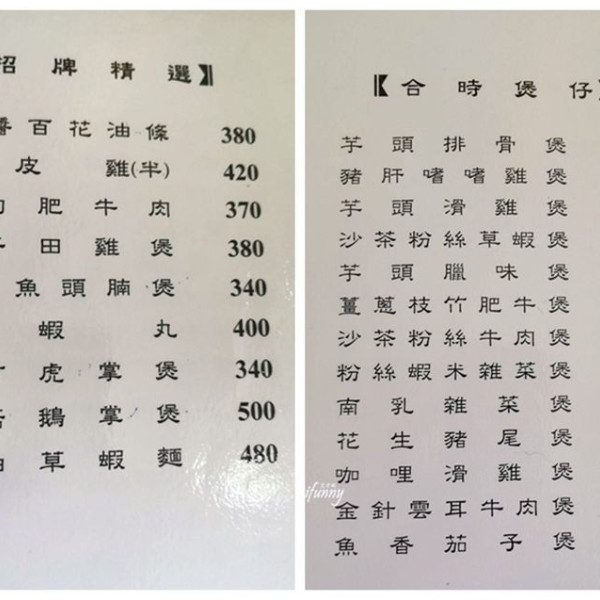 招牌精選】
醬百花油條 380
皮 雞(半) 420
肥牛肉 370
田雞煲 380
魚頭腩煲 340
蝦丸 400
虎掌煲 340
鵝掌煲 500
草蝦麵 480
【合時煲仔】
芋頭排骨煲
豬肝嗜嗜雞煲
芋頭滑雞煲
沙茶粉絲草蝦煲
芋頭臘味煲
薑蔥枝竹肥牛煲
沙茶粉絲牛肉煲
粉絲蝦米雜菜煲
南乳雜菜煲
花生豬尾煲
咖哩滑雞煲
金針雲耳牛肉煲
魚香茄子煲
ifunny